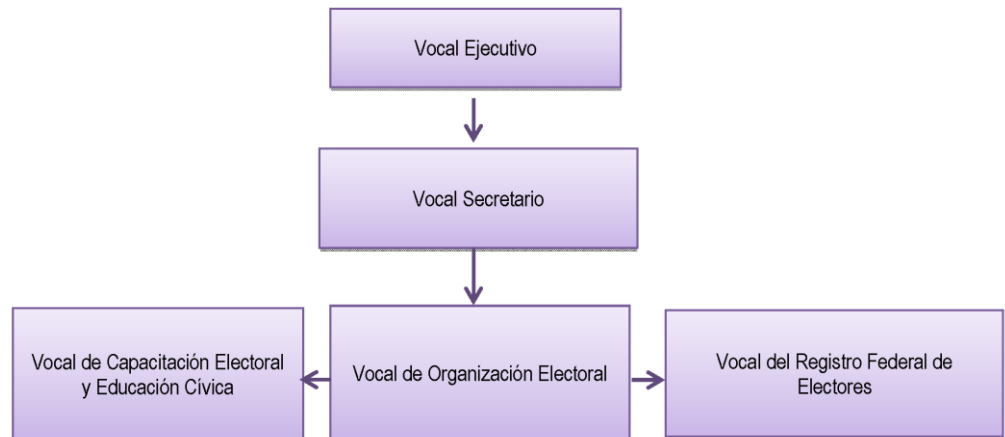 Vocal Ejecutivo
Vocal Secretario
Vocal de Capacitación Electoral
y Educación Cívica
Vocal de Organización Electoral
Vocal del Registro Federal de
Electores